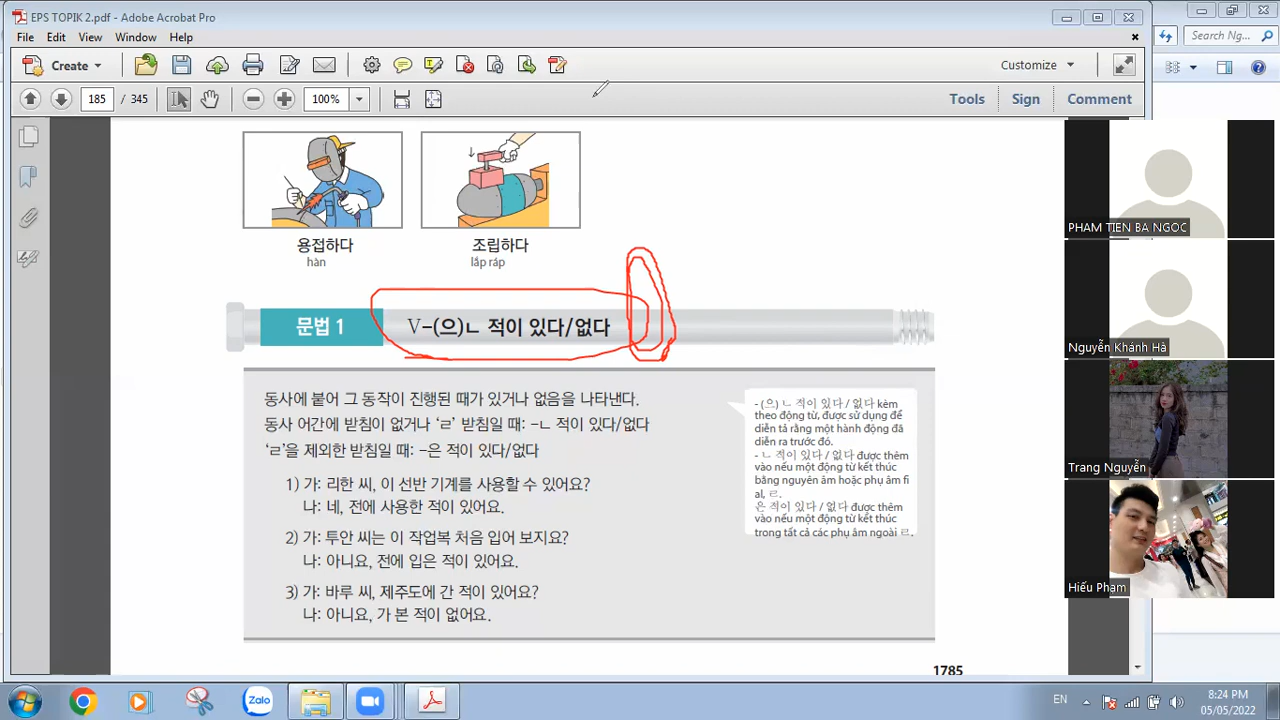 EPS TOPIK 2.pdf - Adobe Acrobat Pro
File Edit View Window Help
Search Ng...
Create
Customize
185 / 345
100%
Tools Sign Comment
용접하다
hàn
조립하다
lắp ráp
문법 1
V-(으)ㄴ 적이 있다/없다
동사에 붙어 그 동작이 진행된 때가 있거나 없음을 나타낸다.
동사 어간에 받침이 없거나 ‘ㄹ’ 받침일 때: -ㄴ 적이 있다/없다
‘ㄹ’을 제외한 받침일 때: -은 적이 있다/없다
1) 가: 리한 씨, 이 선반 기계를 사용할 수 있어요?
나: 네, 전에 사용한 적이 있어요.
2) 가: 투안 씨는 이 작업복 처음 입어 보지요?
나: 아니요, 전에 입은 적이 있어요.
3) 가: 바루 씨, 제주도에 간 적이 있어요?
나: 아니요, 가 본 적이 없어요.
- (으) ㄴ 적이 있다 / 없다 kèm
theo động từ, được sử dụng để
diễn tả rằng một hành động đã
diễn ra trước đó.
- ㄴ 적이 있다 / 없다 được thêm
vào nếu một động từ kết thúc
bằng nguyên âm hoặc phụ âm fi
al, ㄹ.
은 적이 있다 / 없다 được thêm
vào nếu một động từ kết thúc
trong tất cả các phụ âm ngoài ㄹ.
1785
PHAM TIEN BA NGOC
Nguyễn Khánh Hà
Trang Nguyễn
Hiếu Phạm
Zalo
EN
8:24 PM
05/05/2022